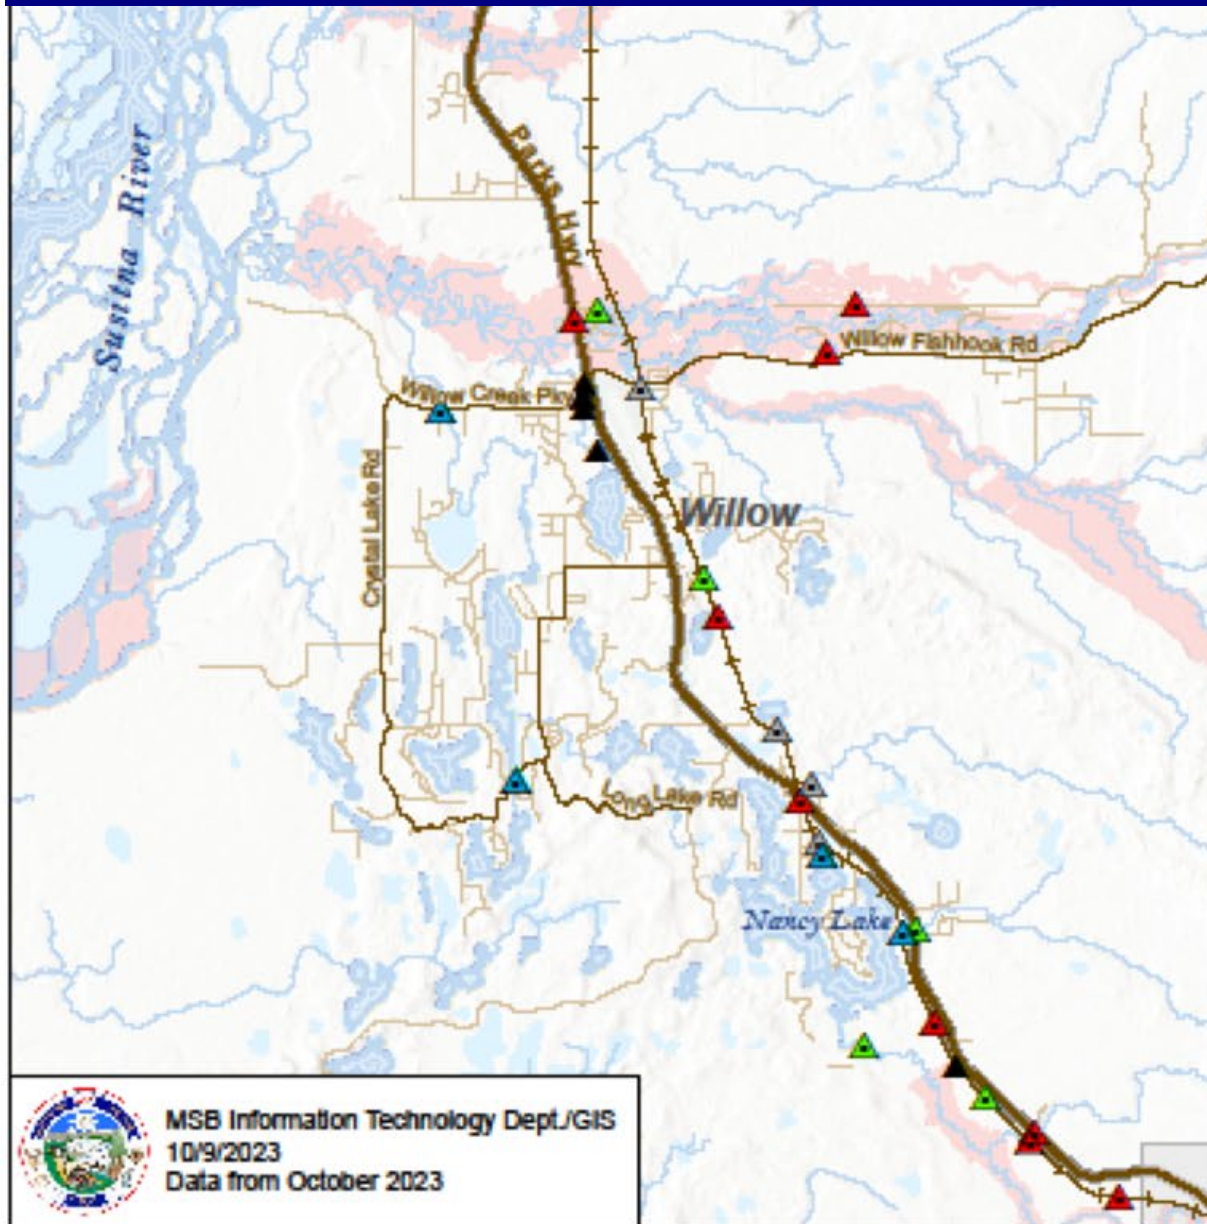 Parks Hwy
Susitna River
Willow Fishhook Rd
Willow Creek Pky
Crystal Lake Rd
Willow
Long Lake Rd
Nancy Lake
MSB Information Technology Dept./GIS
10/9/2023
Data from October 2023